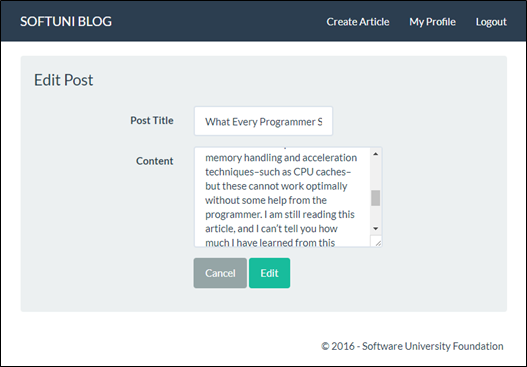 SOFTUNI BLOG Create Article My Profile Logout
Edit Post
Post Title What Every Programmer S
Content
memory handling and acceleration
techniques–such as CPU caches–
but these cannot work optimally
without some help from the
programmer. I am still reading this
article, and I can't tell you how
much I have learned from this
Cancel Edit
© 2016 - Software University Foundation